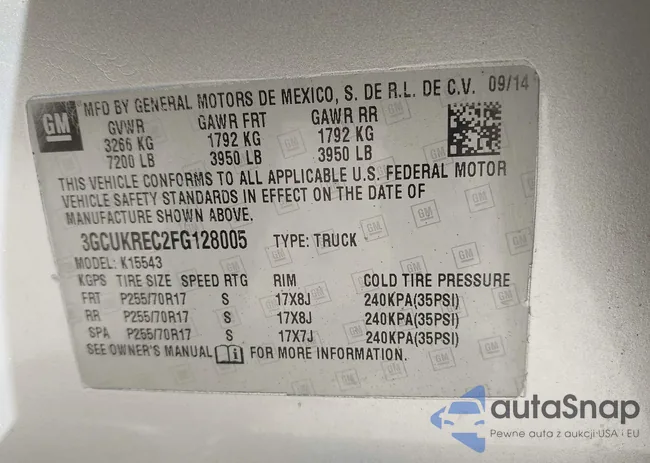 GM
MFD BY GENERAL MOTORS DE MEXICO, S. DE R.L. DE C.V. 09/14
GVWR GAWR FRT GAWR RR
3266 KG 1792 KG 1792 KG
7200 LB 3950 LB 3950 LB
THIS VEHICLE CONFORMS TO ALL APPLICABLE U.S. FEDERAL MOTOR
VEHICLE SAFETY STANDARDS IN EFFECT ON THE DATE OF
MANUFACTURE SHOWN ABOVE.
3GCUKREC2FG128005 TYPE: TRUCK
MODEL: K15543
KGPS TIRE SIZE SPEED RTG RIM COLD TIRE PRESSURE
FRT P255/70R17 S 17X8J 240KPA(35PSI)
RR P255/70R17 S 17X8J 240KPA(35PSI)
SPA P255/70R17 S 17X7J 240KPA(35PSI)
SEE OWNER'S MANUAL FOR MORE INFORMATION.
autaSnap
Pewne auta z aukcji USA i EU